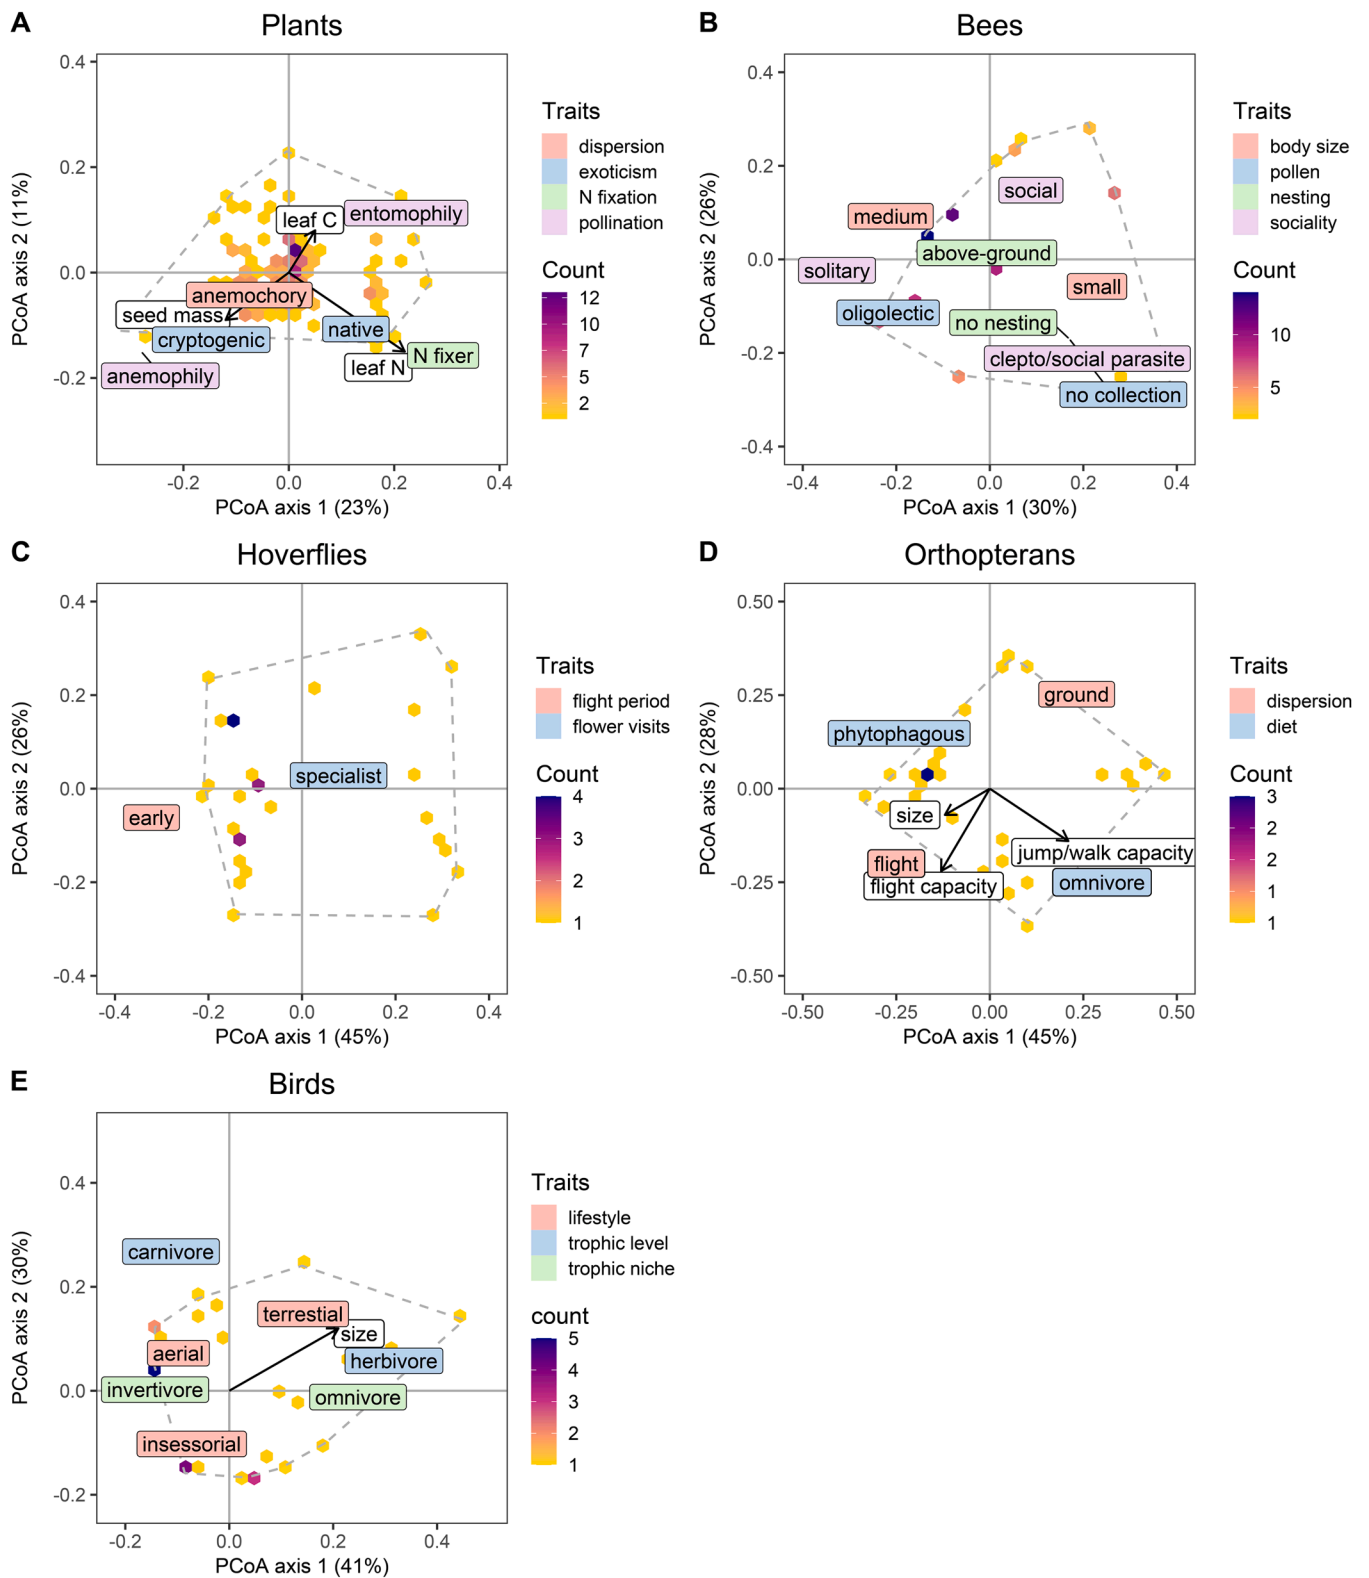 A
Plants
PCoA axis 2 (11%)
0.4
0.2
0.0
-0.2
leaf C
entomophily
anemochory
seed mass
cryptogenic
native
anemophily
leaf N
N fixer
-0.2
0.0
0.2
0.4
PCoA axis 1 (23%)
Traits
dispersion
exoticism
N fixation
pollination
Count
12
10
7
5
2
B
Bees
PCoA axis 2 (26%)
0.4
0.2
0.0
-0.2
-0.4
social
medium
above-ground
solitary
small
oligolectic
no nesting
clepto/social parasite
no collection
-0.4
-0.2
0.0
0.2
0.4
PCoA axis 1 (30%)
Traits
body size
pollen
nesting
sociality
Count
10
5
C
Hoverflies
PCoA axis 2 (26%)
0.4
0.2
0.0
-0.2
-0.4
specialist
early
-0.4
-0.2
0.0
0.2
0.4
PCoA axis 1 (45%)
Traits
flight period
flower visits
Count
4
3
2
1
D
Orthopterans
PCoA axis 2 (28%)
0.50
0.25
0.00
-0.25
-0.50
ground
phytophagous
size
jump/walk capacity
flight
flight capacity
omnivore
-0.50
-0.25
0.00
0.25
0.50
PCoA axis 1 (45%)
Traits
dispersion
diet
Count
3
2
2
1
1
E
Birds
PCoA axis 2 (30%)
0.4
0.2
0.0
-0.2
carnivore
terrestial
size
aerial
herbivore
invertivore
omnivore
insessorial
-0.2
0.0
0.2
0.4
PCoA axis 1 (41%)
Traits
lifestyle
trophic level
trophic niche
count
5
4
3
2
1